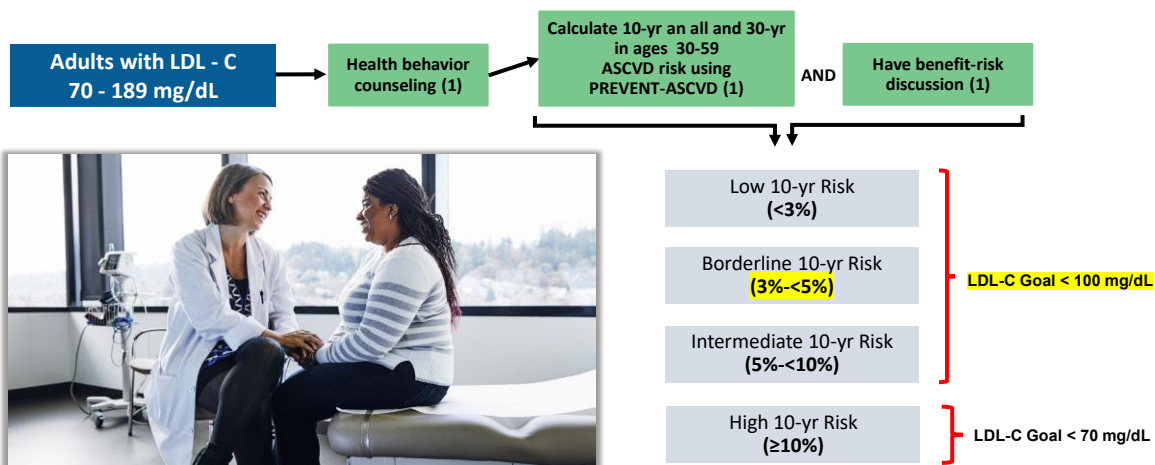 Adults with LDL - C
70 - 189 mg/dL
Health behavior
counseling (1)
Calculate 10-yr an all and 30-yr
in ages 30-59
ASCVD risk using
PREVENT-ASCVD (1)
AND
Have benefit-risk
discussion (1)
Low 10-yr Risk
(<3%)
Borderline 10-yr Risk
(3%-<5%)
Intermediate 10-yr Risk
(5%-<10%)
LDL-C Goal < 100 mg/dL
High 10-yr Risk
(≥10%)
LDL-C Goal < 70 mg/dL